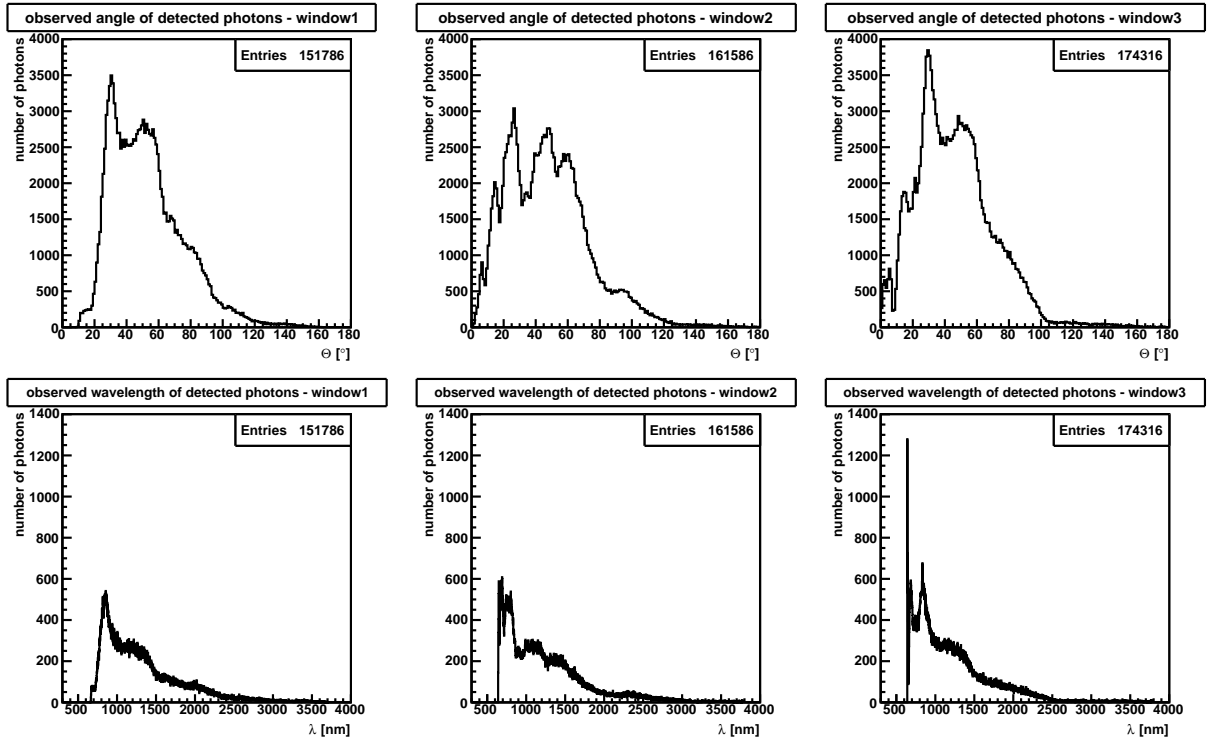 observed angle of detected photons - window1
number of photons
4000
3500
3000
2500
2000
1500
1000
500
0
Entries 151786
0 20 40 60 80 100 120 140 160 180
Θ [°]
observed angle of detected photons - window2
number of photons
4000
3500
3000
2500
2000
1500
1000
500
0
Entries 161586
0 20 40 60 80 100 120 140 160 180
Θ [°]
observed angle of detected photons - window3
number of photons
4000
3500
3000
2500
2000
1500
1000
500
0
Entries 174316
0 20 40 60 80 100 120 140 160 180
Θ [°]
observed wavelength of detected photons - window1
number of photons
1400
1200
1000
800
600
400
200
0
Entries 151786
500 1000 1500 2000 2500 3000 3500 4000
λ [nm]
observed wavelength of detected photons - window2
number of photons
1400
1200
1000
800
600
400
200
0
Entries 161586
500 1000 1500 2000 2500 3000 3500 4000
λ [nm]
observed wavelength of detected photons - window3
number of photons
1400
1200
1000
800
600
400
200
0
Entries 174316
500 1000 1500 2000 2500 3000 3500 4000
λ [nm]